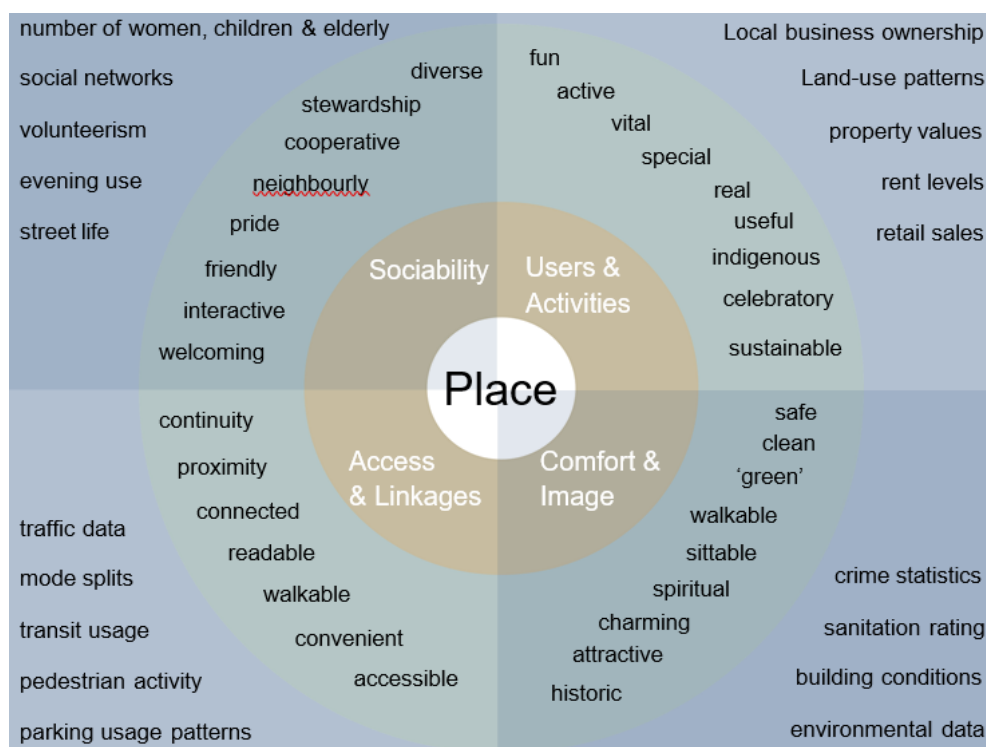 number of women, children & elderly
social networks
volunteerism
evening use
street life
diverse
stewardship
cooperative
neighbourly
pride
friendly
interactive
welcoming
Sociability
fun
active
vital
special
real
useful
indigenous
celebratory
sustainable
Users &
Activities
Local business ownership
Land-use patterns
property values
rent levels
retail sales
Place
continuity
proximity
connected
readable
walkable
convenient
accessible
Access
& Linkages
traffic data
mode splits
transit usage
pedestrian activity
parking usage patterns
Comfort &
Image
safe
clean
‘green’
walkable
sittable
spiritual
charming
attractive
historic
crime statistics
sanitation rating
building conditions
environmental data